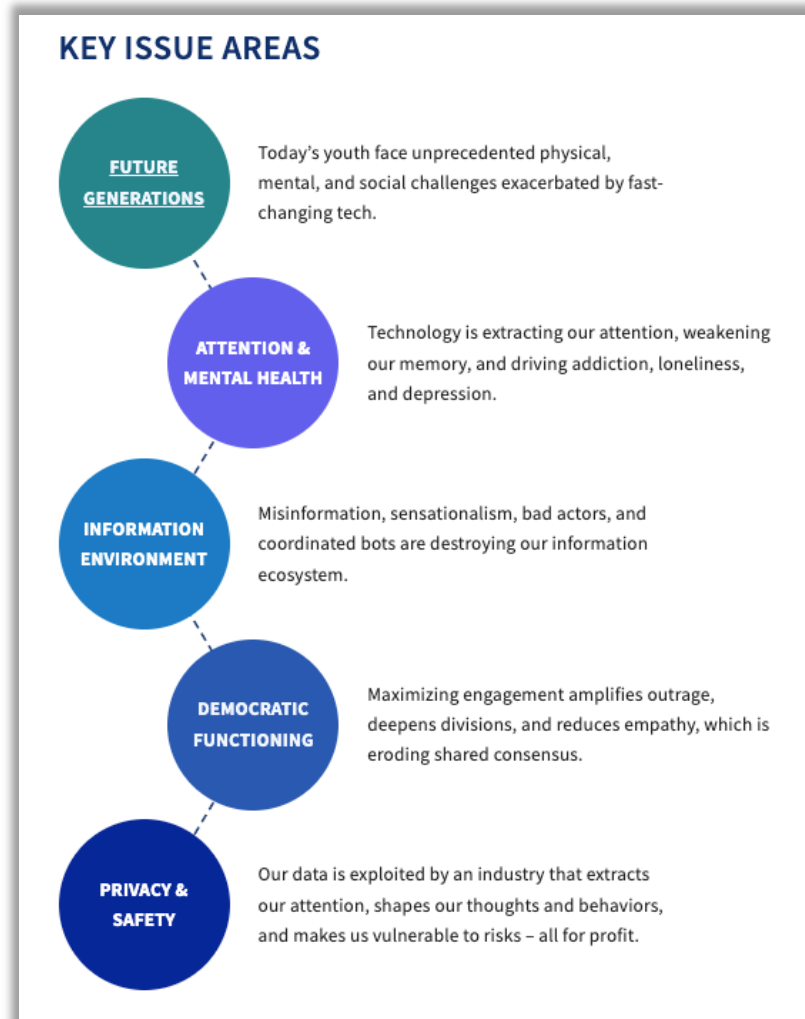 KEY ISSUE AREAS
FUTURE
GENERATIONS
Today’s youth face unprecedented physical,
mental, and social challenges exacerbated by fast-
changing tech.
ATTENTION &
MENTAL HEALTH
Technology is extracting our attention, weakening
our memory, and driving addiction, loneliness,
and depression.
INFORMATION
ENVIRONMENT
Misinformation, sensationalism, bad actors, and
coordinated bots are destroying our information
ecosystem.
DEMOCRATIC
FUNCTIONING
Maximizing engagement amplifies outrage,
deepens divisions, and reduces empathy, which is
eroding shared consensus.
PRIVACY &
SAFETY
Our data is exploited by an industry that extracts
our attention, shapes our thoughts and behaviors,
and makes us vulnerable to risks – all for profit.